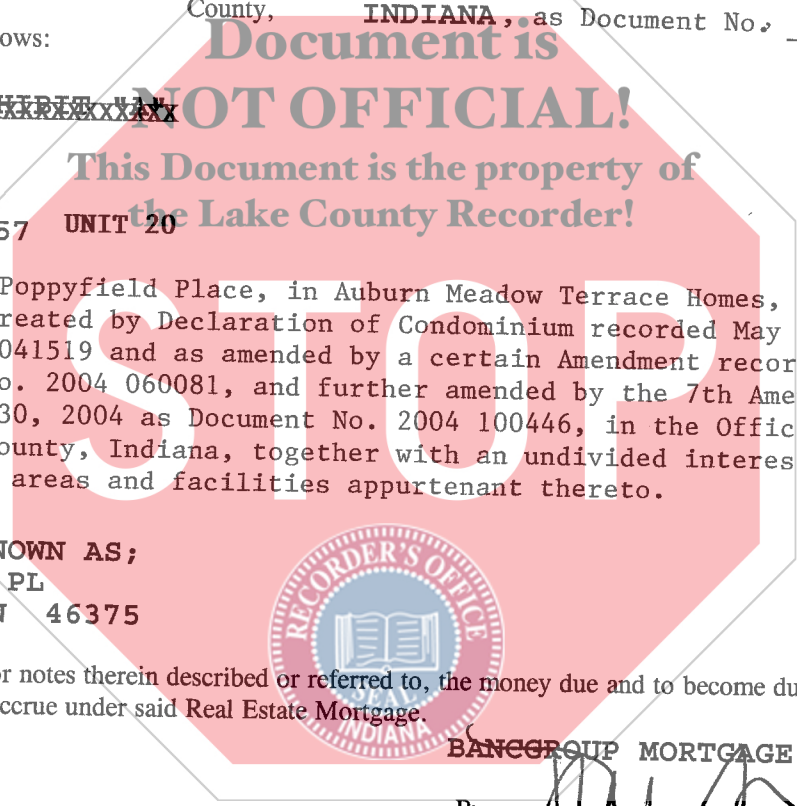 County, INDIANA, as Document No.
ows:
Document is
NOT OFFICIAL!
This Document is the property of
the Lake County Recorder!
57 UNIT 20
Poppyfield Place, in Auburn Meadow Terrace Homes,
reated by Declaration of Condominium recorded May
041519 and as amended by a certain Amendment recor
o. 2004 060081, and further amended by the 7th Ame
30, 2004 as Document No. 2004 100446, in the Offic
ounty, Indiana, together with an undivided interes
areas and facilities appurtenant thereto.
STOP
NOWN AS;
PL
N 46375
RECORDER'S OFFICE
SEAL
INDIANA
or notes therein described or referred to, the money due and to become du
ccrue under said Real Estate Mortgage.
BANCGROUP MORTGAGE